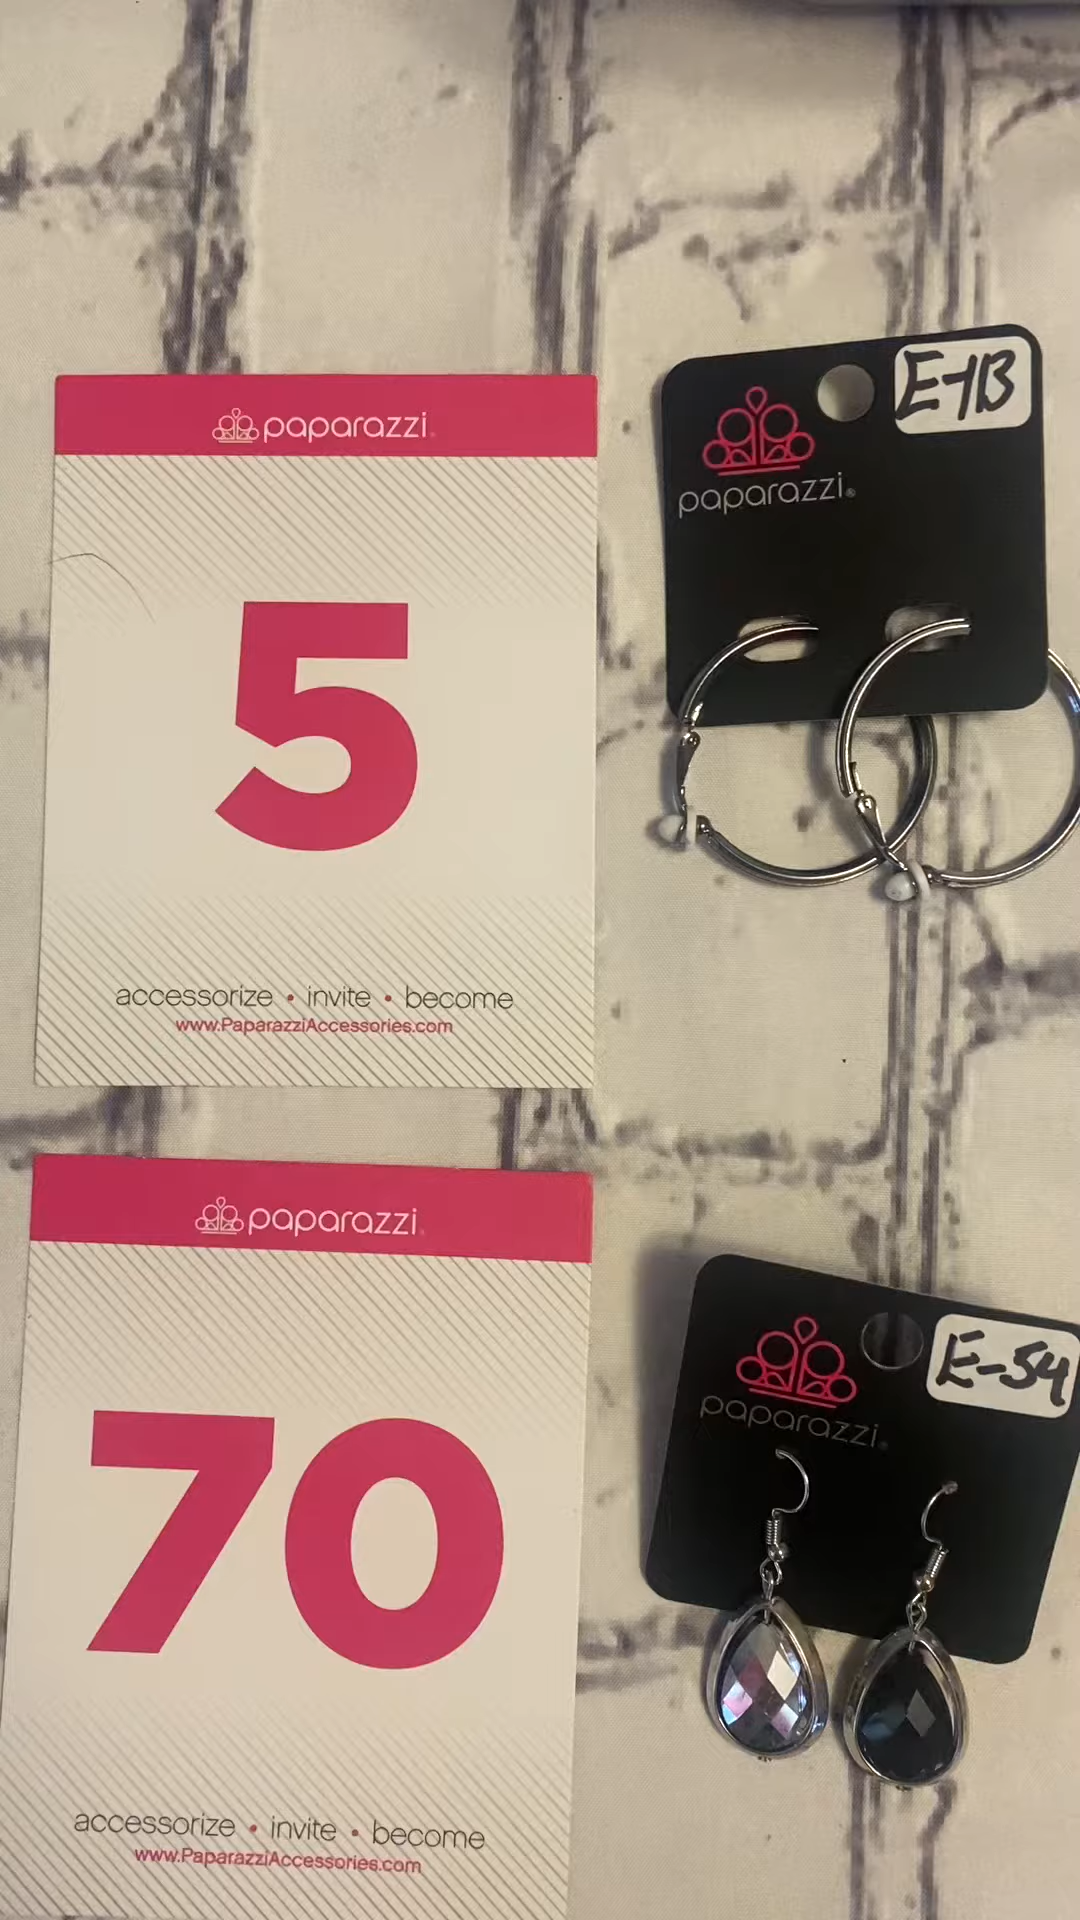 paparazzi
5
accessorize • invite • become
www.PaparazziAccessories.com
E-1B
paparazzi®
paparazzi
70
accessorize • invite • become
www.PaparazziAccessories.com
E-54
paparazzi®